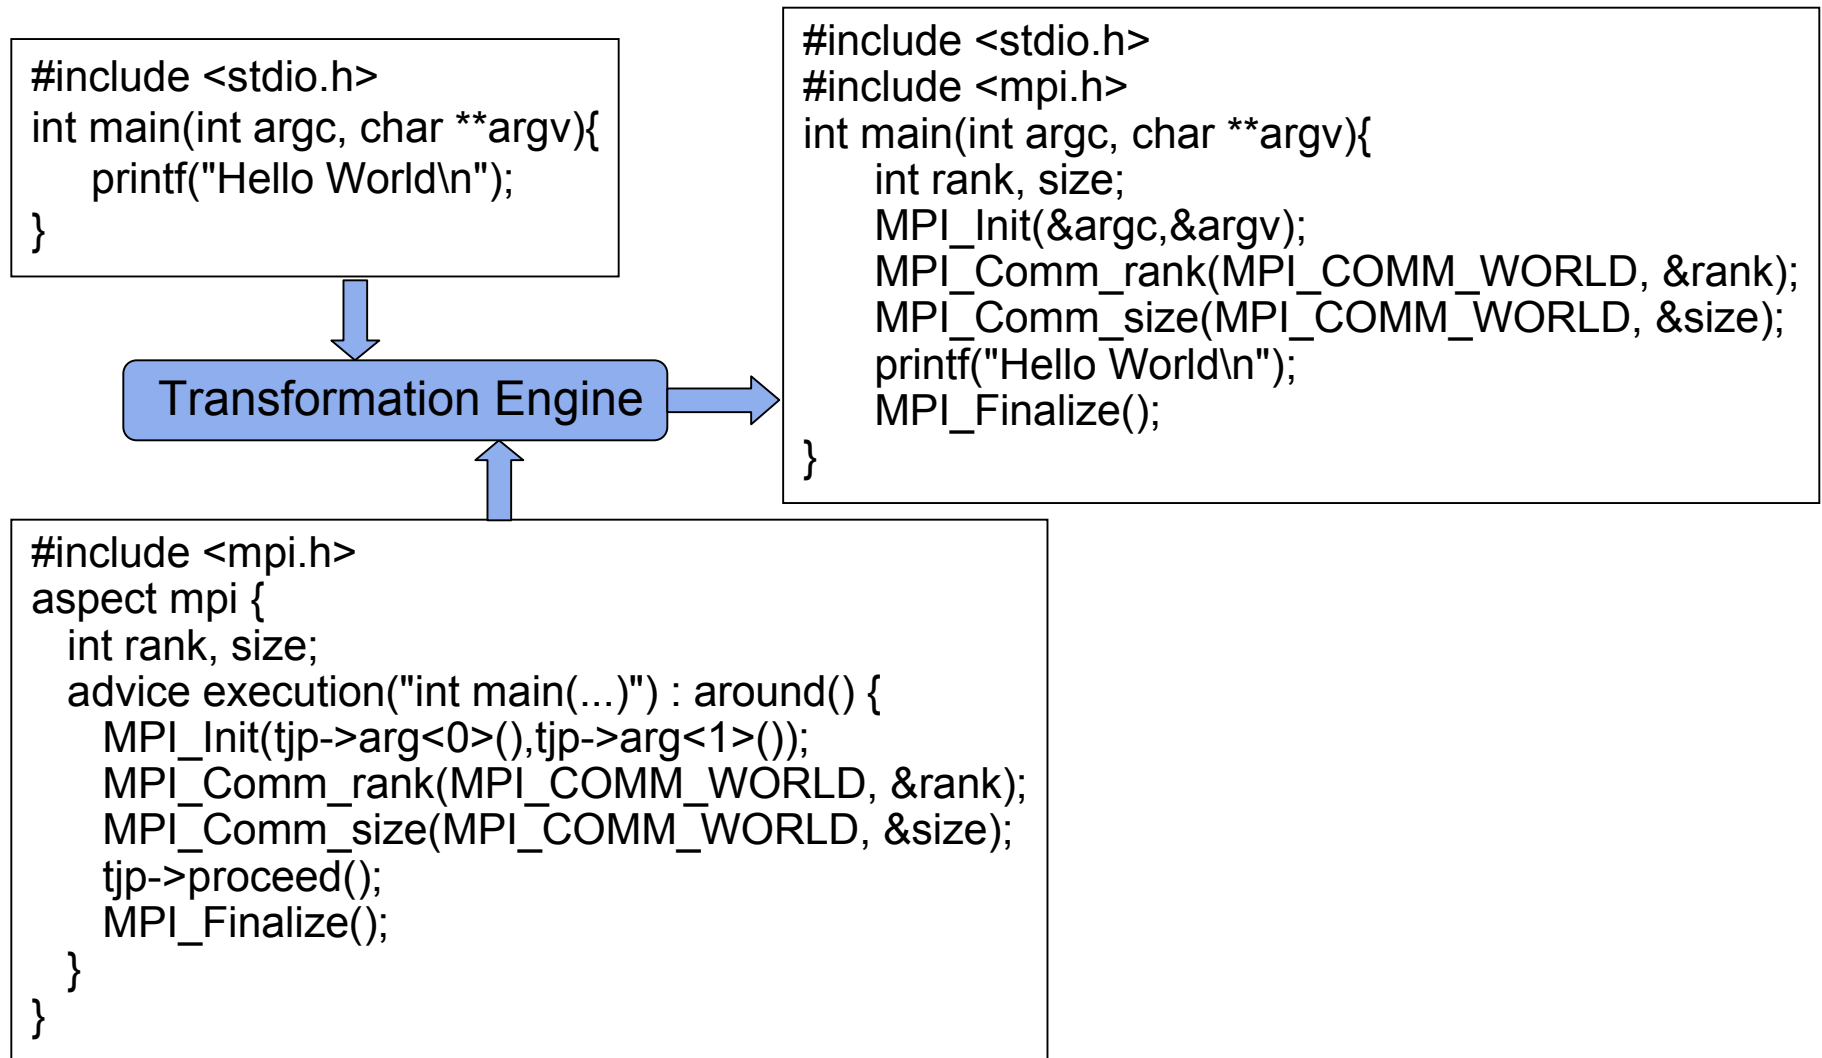 #include <stdio.h>
int main(int argc, char **argv){
printf("Hello World\n");
}
Transformation Engine
#include <mpi.h>
aspect mpi {
int rank, size;
advice execution("int main(...)") : around() {
MPI_Init(tjp->arg<0>(),tjp->arg<1>());
MPI_Comm_rank(MPI_COMM_WORLD, &rank);
MPI_Comm_size(MPI_COMM_WORLD, &size);
tjp->proceed();
MPI_Finalize();
}
}
#include <stdio.h>
#include <mpi.h>
int main(int argc, char **argv){
int rank, size;
MPI_Init(&argc,&argv);
MPI_Comm_rank(MPI_COMM_WORLD, &rank);
MPI_Comm_size(MPI_COMM_WORLD, &size);
printf("Hello World\n");
MPI_Finalize();
}